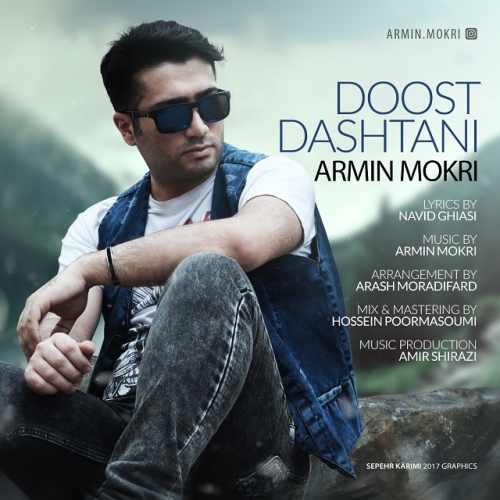 ARMIN.MOKRI
DOOST
DASHTANI
ARMIN MOKRI
LYRICS BY
NAVID GHIASI
MUSIC BY
ARMIN MOKRI
ARRANGEMENT BY
ARASH MORADIFARD
MIX & MASTERING BY
HOSSEIN POORMASOUMI
MUSIC PRODUCTION
AMIR SHIRAZI
SEPEHR KARIMI 2017 GRAPHICS